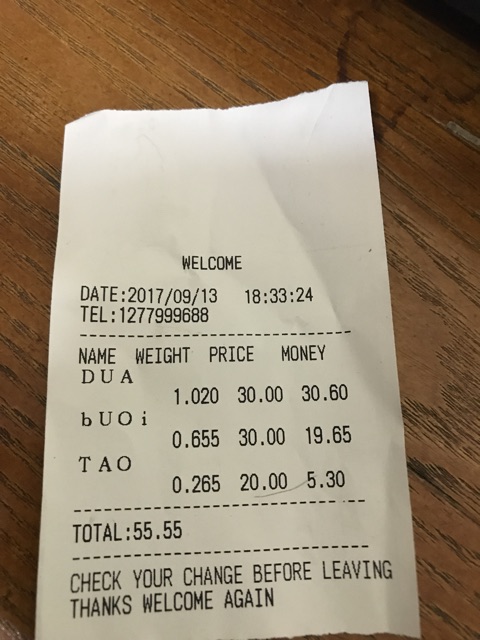 WELCOME
DATE:2017/09/13 18:33:24
TEL:1277999688
NAME WEIGHT PRICE MONEY
DUA
1.020 30.00 30.60
bUOi
0.655 30.00 19.65
TAO
0.265 20.00 5.30
TOTAL:55.55
CHECK YOUR CHANGE BEFORE LEAVING
THANKS WELCOME AGAIN